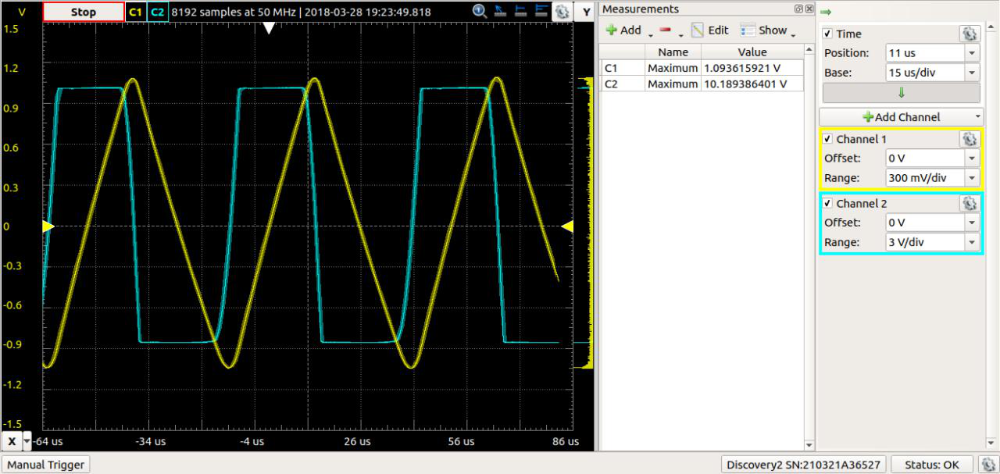 V
Stop
C1
C2
8192 samples at 50 MHz | 2018-03-28 19:23:49.818
Y
1.5
1.2
0.9
0.6
0.3
0
-0.3
-0.6
-0.9
-1.2
-1.5
X
-64 us
-34 us
-4 us
26 us
56 us
86 us
Measurements
Add
Edit
Show
Name Value
C1 Maximum 1.093615921 V
C2 Maximum 10.189386401 V
Time
Position: 11 us
Base: 15 us/div
Add Channel
Channel 1
Offset: 0 V
Range: 300 mV/div
Channel 2
Offset: 0 V
Range: 3 V/div
Manual Trigger
Discovery2 SN:210321A36527
Status: OK